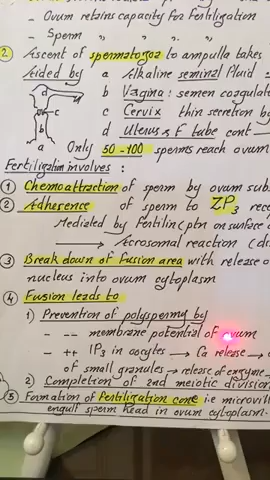 - Ovum retains capacity for Fertilization
- Sperm " " " "
② Ascent of spermatozoa to ampulla takes
Aided by a Alkaline seminal Fluid
b Vagina: semen coagulate
c Cervix thin secretion by
d Uterus & F tube cont
a d c b a
Only 50-100 sperms reach ovum
Fertilization involves:
① Chemoattraction of sperm by ovum sub
② Adherence of sperm to ZP3 rece
Mediated by Fertilin (ptn on surface o
→ Acrosomal reaction (di
③ Break down of Fusion area with release o
nucleus into ovum cytoplasm
④ Fusion leads to
1) Prevention of polyspermy by
- -- membrane potential of ovum
- ++ IP3 in oocytes → Ca release →
of small granules → release of enzyme
2) Completion of 2nd meiotic division
⑤ Formation of Fertilization cone i.e microvill
engulf sperm head in ovum cytoplasm